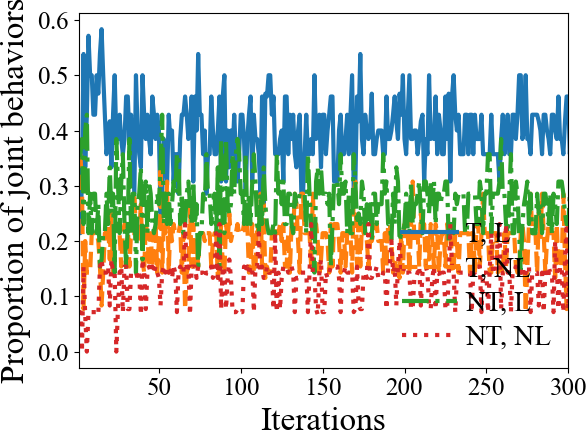 Proportion of joint behaviors
0.6
0.5
0.4
0.3
0.2
0.1
0.0
T, L
T, NL
NT, L
NT, NL
50 100 150 200 250 300
Iterations